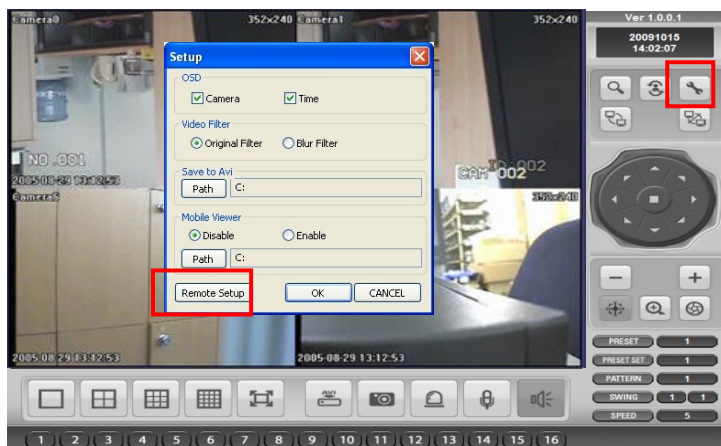 Camera0 352x240
Camera1 352x240
Ver 1.0.0.1
20091015
14:02:07
Setup
OSD
Camera
Time
Video Filter
Original Filter
Blur Filter
Save to Avi
Path
C:
Mobile Viewer
Disable
Enable
Path
C:
Remote Setup
OK
CANCEL
NO .001
2005-08-29 13:12:53
002
CAM-002
Camera8
352x240
2005-08-29 13:12:53
2005-08-29 13:12:53
PRESET 1
PRESET SET 1
PATTERN 1
SWING 1 1
SPEED 5
AVI
1 2 3 4 5 6 7 8 9 10 11 12 13 14 15 16